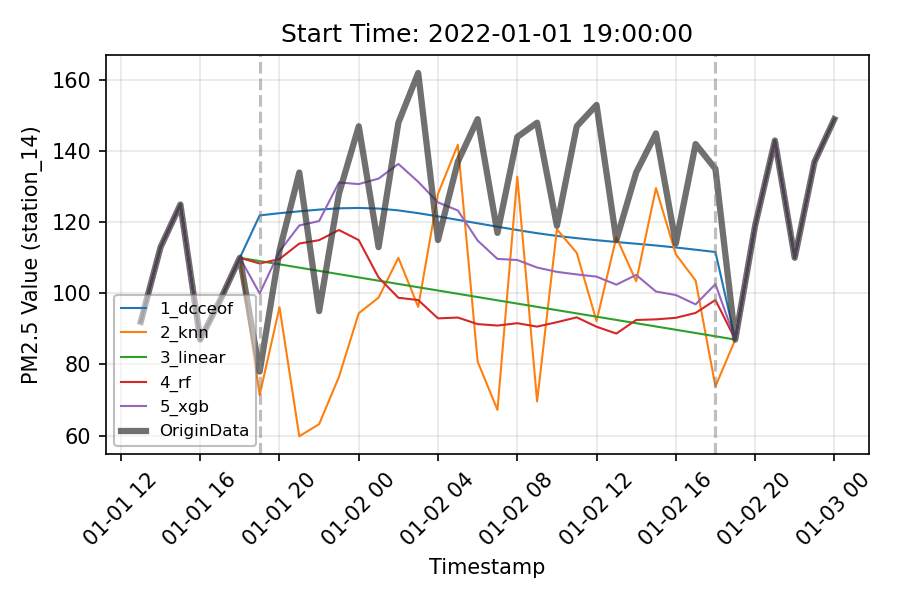 Start Time: 2022-01-01 19:00:00
PM2.5 Value (station_14)
160
140
120
100
80
60
1_dcceof
2_knn
3_linear
4_rf
5_xgb
OriginData
01-01 12
01-01 16
01-01 20
01-02 00
01-02 04
01-02 08
01-02 12
01-02 16
01-02 20
01-03 00
Timestamp